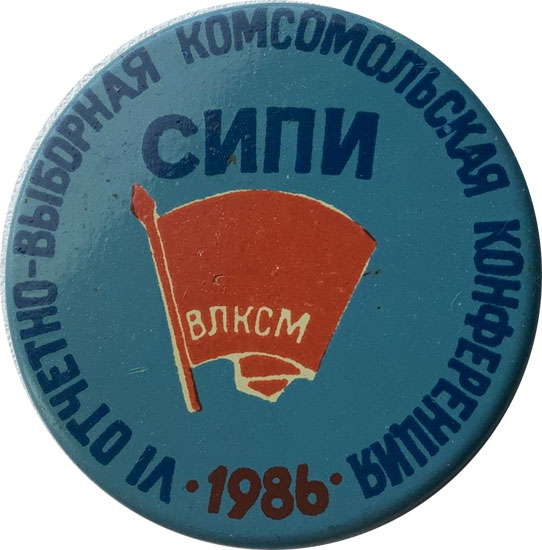 VI ОТЧЕТНО-ВЫБОРНАЯ КОМСОМОЛЬСКАЯ КОНФЕРЕНЦИЯ
СИПИ
ВЛКСМ
·1986·